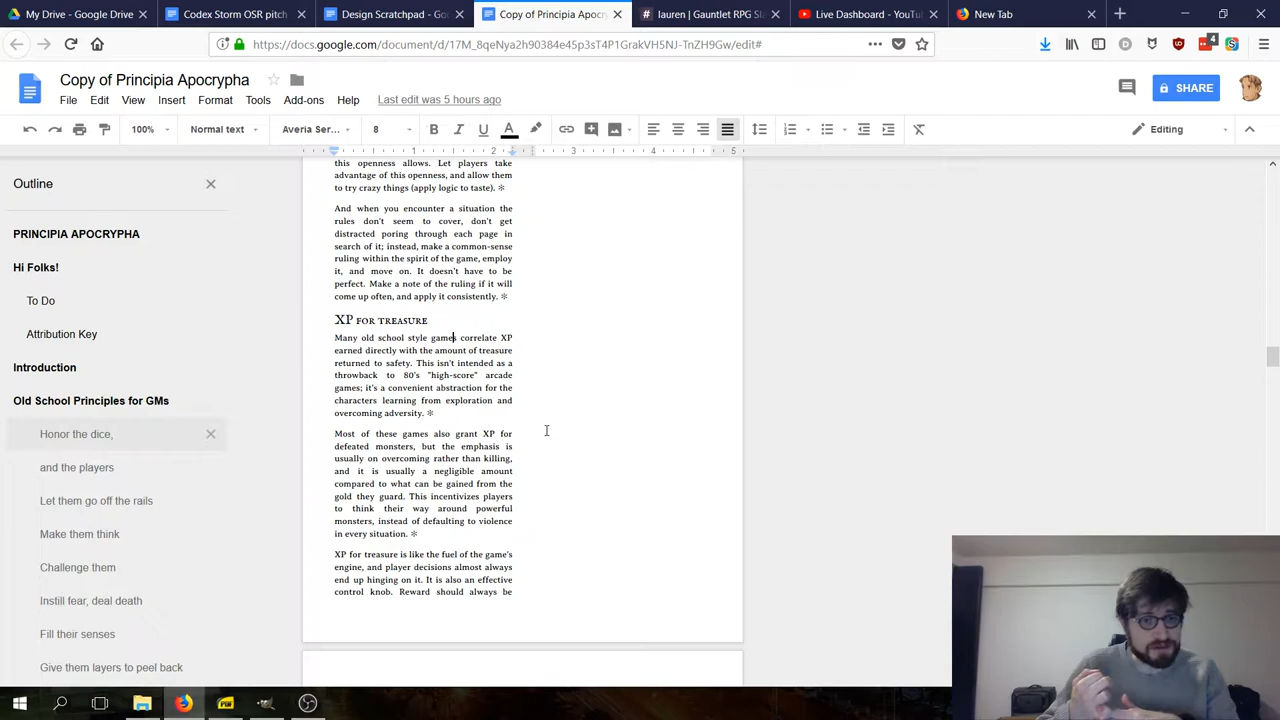 My Drive - Google Drive
Codex Storm OSR pitch
Design Scratchpad - Go
Copy of Principia Apocry
lauren | Gauntlet RPG Sl
Live Dashboard - YouTu
New Tab
https://docs.google.com/document/d/17M_8qeNya2h90384e45p3sT4P1GrakVH5NJ-TnZH9Gw/edit#
4
Copy of Principia Apocrypha
File Edit View Insert Format Tools Add-ons Help Last edit was 5 hours ago
SHARE
100% Normal text Averia Ser... 8 B I U A Editing
1 2 3 4 5
Outline
PRINCIPIA APOCRYPHA
Hi Folks!
To Do
Attribution Key
Introduction
Old School Principles for GMs
Honor the dice,
and the players
Let them go off the rails
Make them think
Challenge them
Instill fear, deal death
Fill their senses
Give them layers to peel back
this openness allows. Let players take
advantage of this openness, and allow them
to try crazy things (apply logic to taste). ✻
And when you encounter a situation the
rules don't seem to cover, don't get
distracted poring through each page in
search of it; instead, make a common-sense
ruling within the spirit of the game, employ
it, and move on. It doesn't have to be
perfect. Make a note of the ruling if it will
come up often, and apply it consistently. ✻
XP FOR TREASURE
Many old school style games correlate XP
earned directly with the amount of treasure
returned to safety. This isn't intended as a
throwback to 80's "high-score" arcade
games; it's a convenient abstraction for the
characters learning from exploration and
overcoming adversity. ✻
Most of these games also grant XP for
defeated monsters, but the emphasis is
usually on overcoming rather than killing,
and it is usually a negligible amount
compared to what can be gained from the
gold they guard. This incentivizes players
to think their way around powerful
monsters, instead of defaulting to violence
in every situation. ✻
XP for treasure is like the fuel of the game's
engine, and player decisions almost always
end up hinging on it. It is also an effective
control knob. Reward should always be